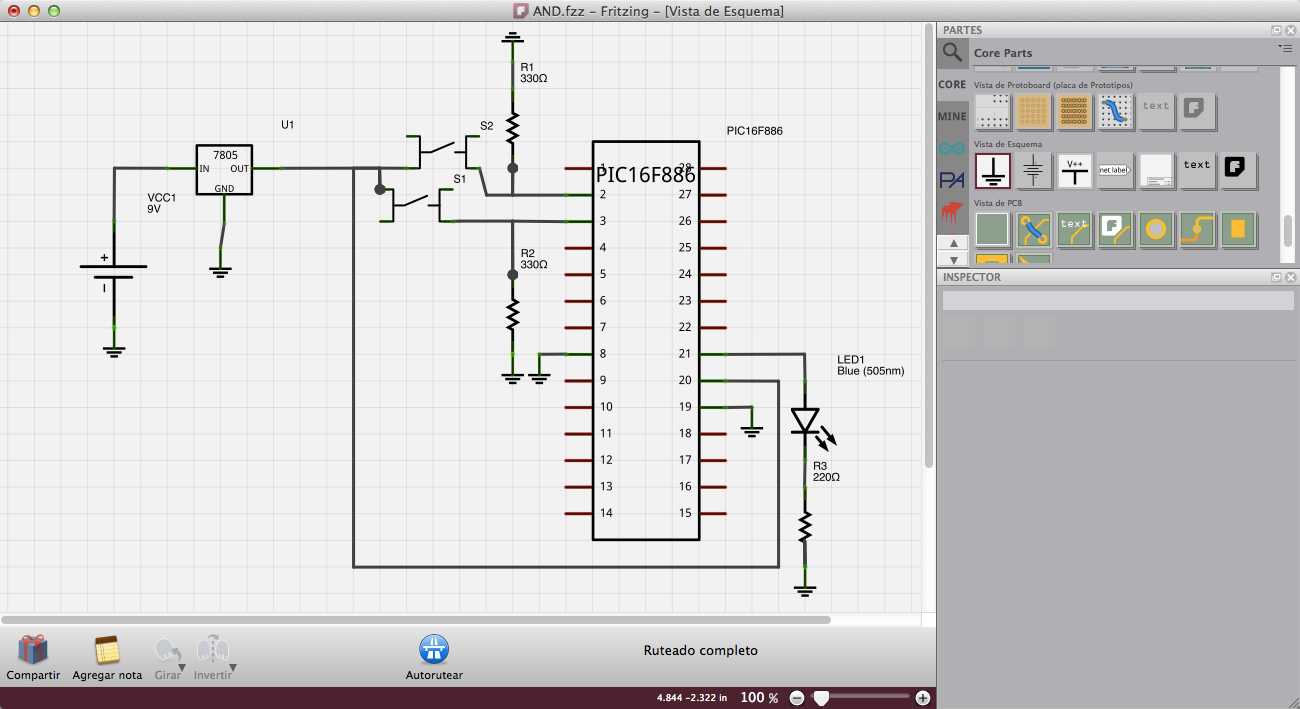 AND.fzz – Fritzing – [Vista de Esquema]
R1
330Ω
U1
7805
IN
OUT
GND
VCC1
9V
+
I
S2
S1
R2
330Ω
PIC16F886
PIC16F886
1
2
3
4
5
6
7
8
9
10
11
12
13
14
28
27
26
25
24
23
22
21
20
19
18
17
16
15
LED1
Blue (505nm)
R3
220Ω
PARTES
Core Parts
CORE
MINE
PA
Vista de Protoboard (placa de Prototipos)
text
Vista de Esquema
V++
net label
text
Vista de PCB
text
INSPECTOR
Compartir
Agregar nota
Girar
Invertir
Autorutear
Ruteado completo
4.844 -2.322 in
100 %